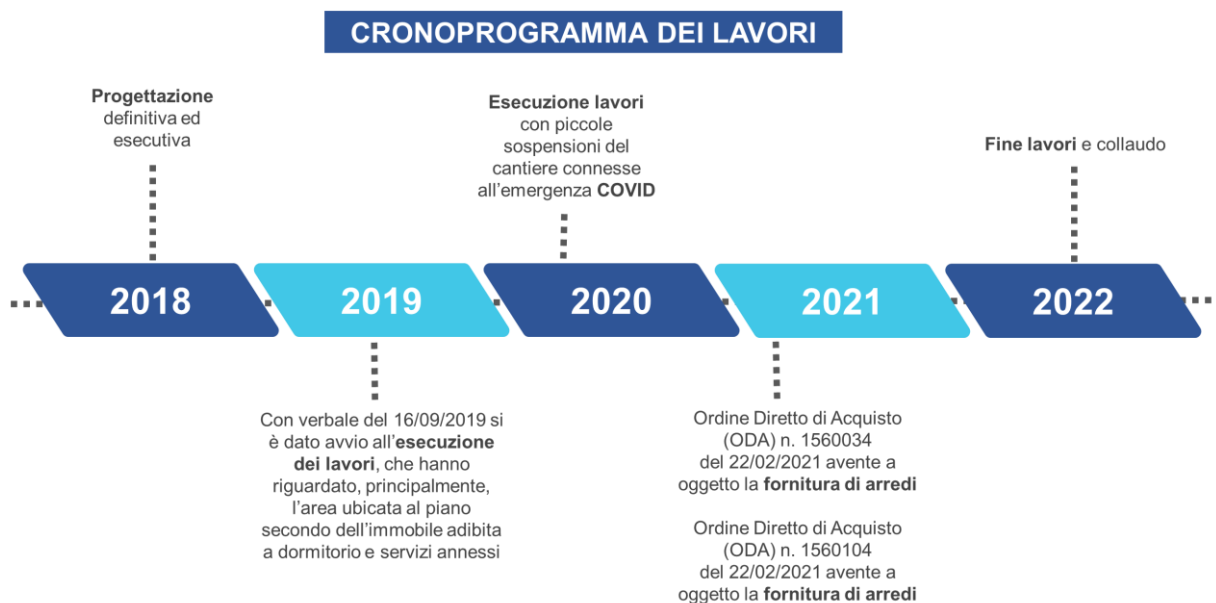 CRONOPROGRAMMA DEI LAVORI
Progettazione
definitiva ed
esecutiva
Esecuzione lavori
con piccole
sospensioni del
cantiere connesse
all'emergenza COVID
Fine lavori e collaudo
2018
2019
2020
2021
2022
Con verbale del 16/09/2019 si
è dato avvio all'esecuzione
dei lavori, che hanno
riguardato, principalmente,
l'area ubicata al piano
secondo dell'immobile adibita
a dormitorio e servizi annessi
Ordine Diretto di Acquisto
(ODA) n. 1560034
del 22/02/2021 avente a
oggetto la fornitura di arredi
Ordine Diretto di Acquisto
(ODA) n. 1560104
del 22/02/2021 avente a
oggetto la fornitura di arredi